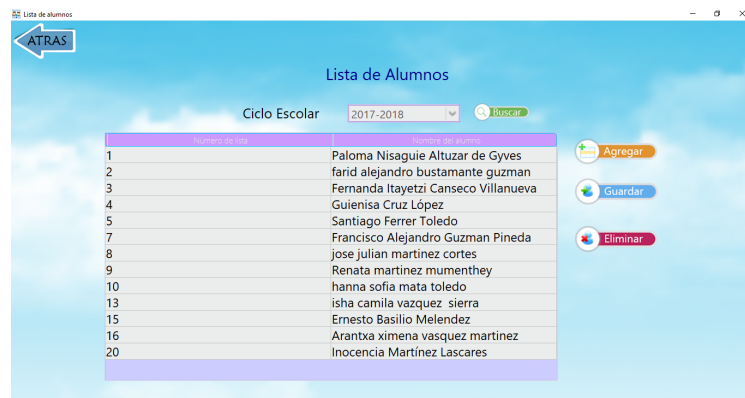 Lista de alumnos
ATRAS
Lista de Alumnos
Ciclo Escolar 2017-2018 Buscar
Número de lista Nombre del alumno
1 Paloma Nisaguie Altuzar de Gyves
2 farid alejandro bustamante guzman
3 Fernanda Itayetzi Canseco Villanueva
4 Guienisa Cruz López
5 Santiago Ferrer Toledo
7 Francisco Alejandro Guzman Pineda
8 jose julian martinez cortes
9 Renata martinez mumenthey
10 hanna sofia mata toledo
13 isha camila vazquez  sierra
15 Ernesto Basilio Melendez
16 Arantxa ximena vasquez martinez
20 Inocencia Martínez Lascares
Agregar
Guardar
Eliminar